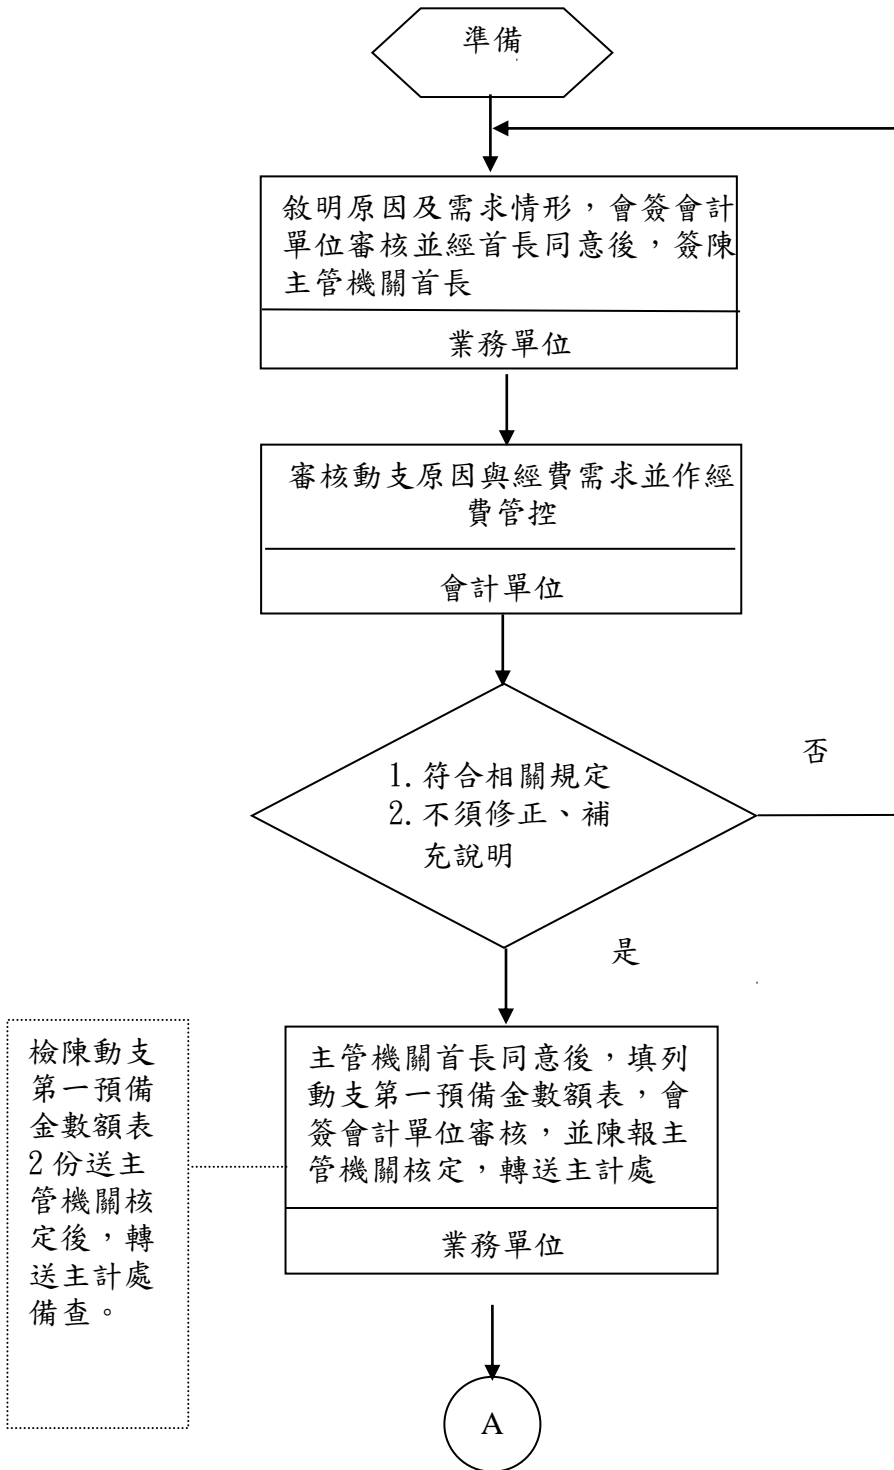 準備
敘明原因及需求情形，會簽會計
單位審核並經首長同意後，簽陳
主管機關首長
業務單位
審核動支原因與經費需求並作經
費管控
會計單位
否
1. 符合相關規定
2. 不須修正、補
充說明
是
檢陳動支
第一預備
金數額表
2 份送主
管機關核
定後，轉
送主計處
備查。
主管機關首長同意後，填列
動支第一預備金數額表，會
簽會計單位審核，並陳報主
管機關核定，轉送主計處
業務單位
A